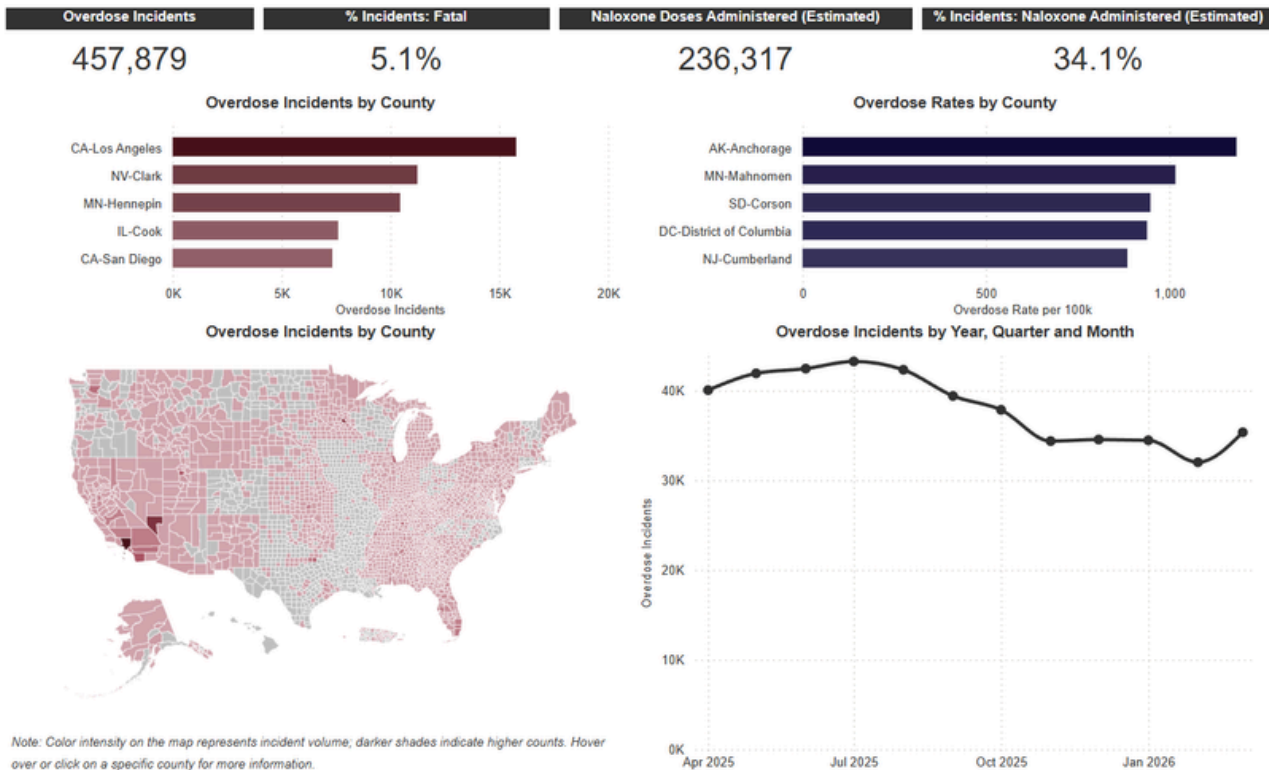 Overdose Incidents
% Incidents: Fatal
Naloxone Doses Administered (Estimated)
% Incidents: Naloxone Administered (Estimated)
457,879
5.1%
236,317
34.1%
Overdose Incidents by County
CA-Los Angeles
NV-Clark
MN-Hennepin
IL-Cook
CA-San Diego
0K 5K 10K 15K 20K
Overdose Incidents
Overdose Rates by County
AK-Anchorage
MN-Mahnomen
SD-Corson
DC-District of Columbia
NJ-Cumberland
0 500 1,000
Overdose Rate per 100k
Overdose Incidents by County
Note: Color intensity on the map represents incident volume; darker shades indicate higher counts. Hover
over or click on a specific county for more information.
Overdose Incidents by Year, Quarter and Month
Overdose Incidents
40K
30K
20K
10K
0K
Apr 2025 Jul 2025 Oct 2025 Jan 2026